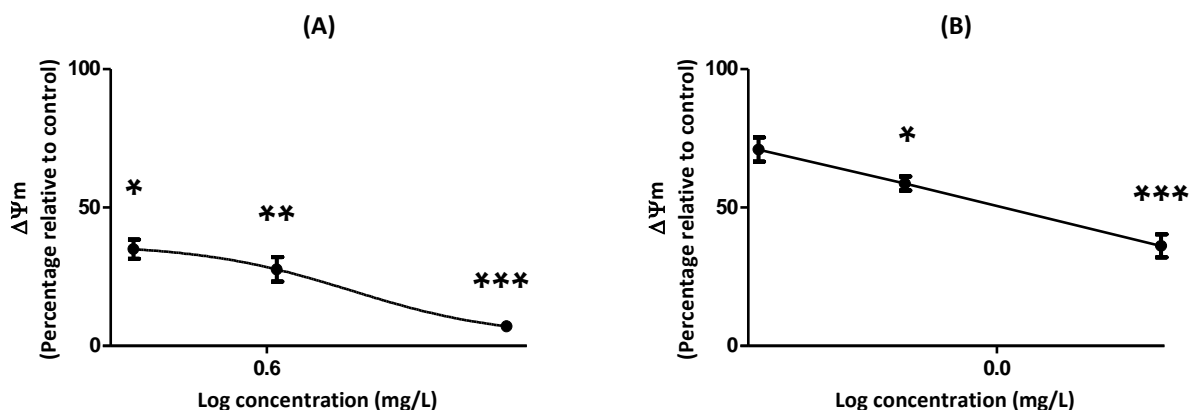 (A)
100
50
0
ΔΨm
(Percentage relative to control)
*
**
***
0.6
Log concentration (mg/L)
(B)
100
50
0
ΔΨm
(Percentage relative to control)
*
***
0.0
Log concentration (mg/L)